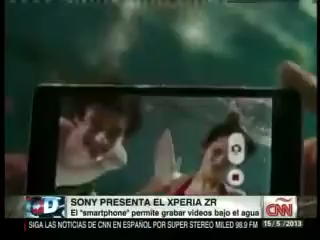 SONY PRESENTA EL XPERIA ZR
El "smartphone" permite grabar videos bajo el agua
CNN
SIGA LAS NOTICIAS DE CNN EN ESPAÑOL POR SUPER STEREO MILED 98.9 FM
15/5/2013